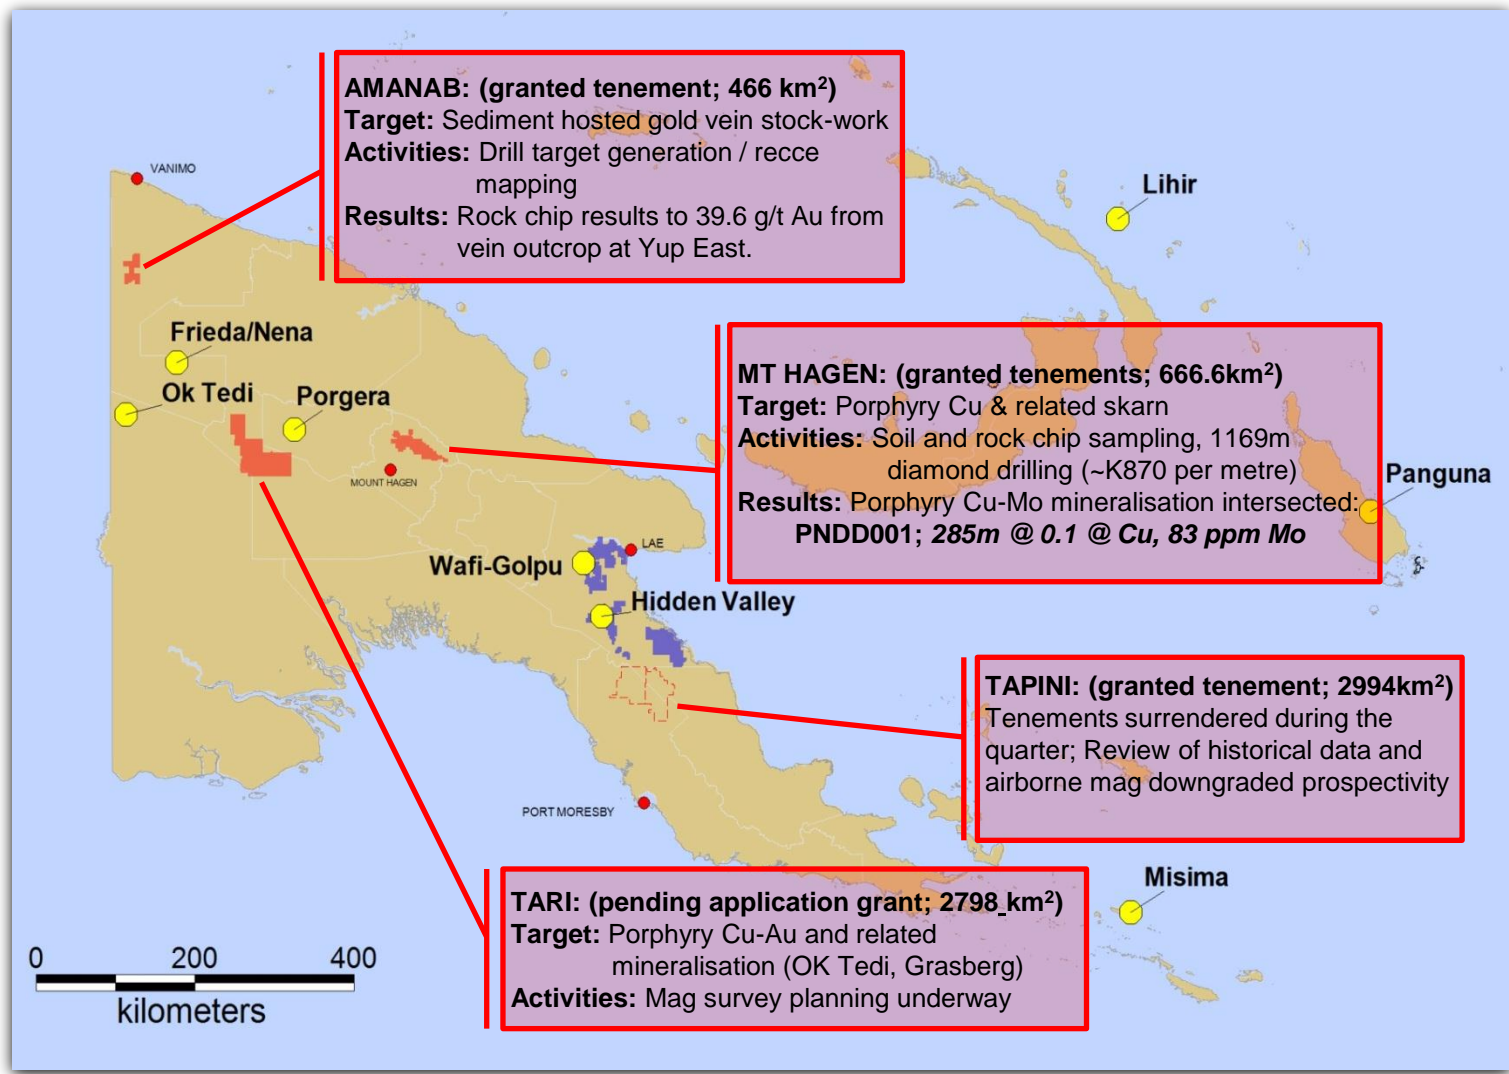 AMANAB: (granted tenement; 466 km²)
Target: Sediment hosted gold vein stock-work
Activities: Drill target generation / recce
mapping
Results: Rock chip results to 39.6 g/t Au from
vein outcrop at Yup East.
VANIMO
Lihir
Frieda/Nena
Ok Tedi
Porgera
MOUNT HAGEN
MT HAGEN: (granted tenements; 666.6km²)
Target: Porphyry Cu & related skarn
Activities: Soil and rock chip sampling, 1169m
diamond drilling (~K870 per metre)
Results: Porphyry Cu-Mo mineralisation intersected:
PNDD001; 285m @ 0.1 @ Cu, 83 ppm Mo
Panguna
LAE
Wafi-Golpu
Hidden Valley
TAPINI: (granted tenement; 2994km²)
Tenements surrendered during the
quarter; Review of historical data and
airborne mag downgraded prospectivity
PORT MORESBY
Misima
TARI: (pending application grant; 2798 km²)
Target: Porphyry Cu-Au and related
mineralisation (OK Tedi, Grasberg)
Activities: Mag survey planning underway
0 200 400
kilometers